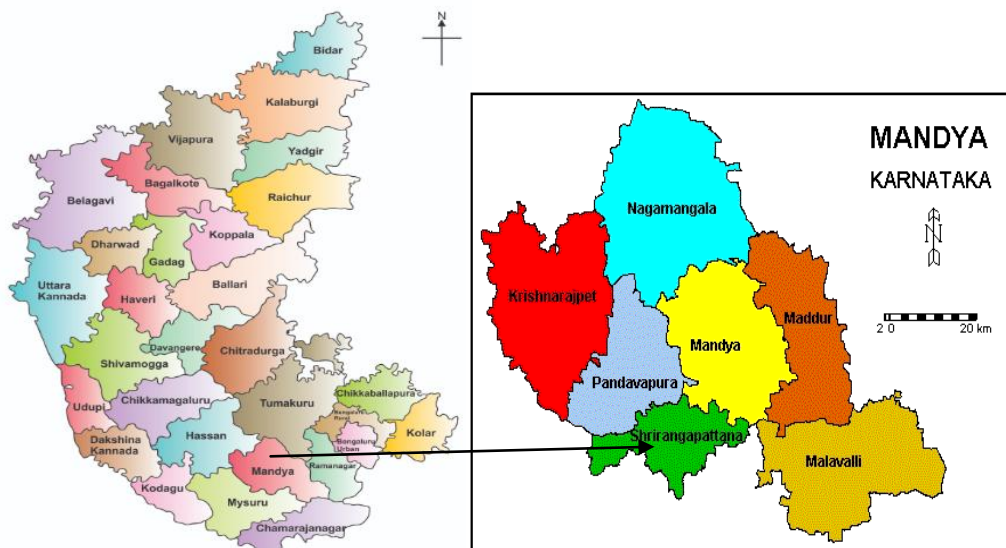 N
Bidar
Kalaburgi
Vijapura
Yadgir
Bagalkote
Raichur
Belagavi
Koppala
Dharwad
Gadag
Uttara
Kannada
Haveri
Ballari
Davangere
Chitradurga
Shivamogga
Chikkaballapura
Chikkamagaluru
Tumakuru
Udupi
Bengaluru
Rural
Kolar
Hassan
Bengaluru
Urban
Dakshina
Kannada
Mandya
Ramanagar
Kodagu
Mysuru
Chamarajanagar
MANDYA
KARNATAKA
N
2 0 20 km
Nagamangala
Krishnarajpet
Maddur
Mandya
Pandavapura
Shrirangapattana
Malavalli